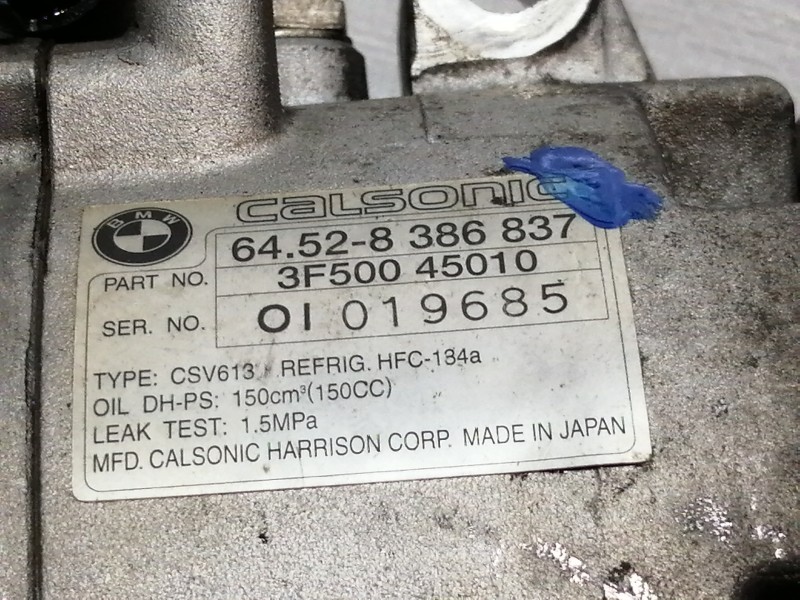 BMW
CALSONIC
64.52-8 386 837
PART NO. 3F500 45010
SER. NO. 01 019685
TYPE: CSV613 REFRIG. HFC-134a
OIL DH-PS: 150cm³(150CC)
LEAK TEST: 1.5MPa
MFD. CALSONIC HARRISON CORP. MADE IN JAPAN